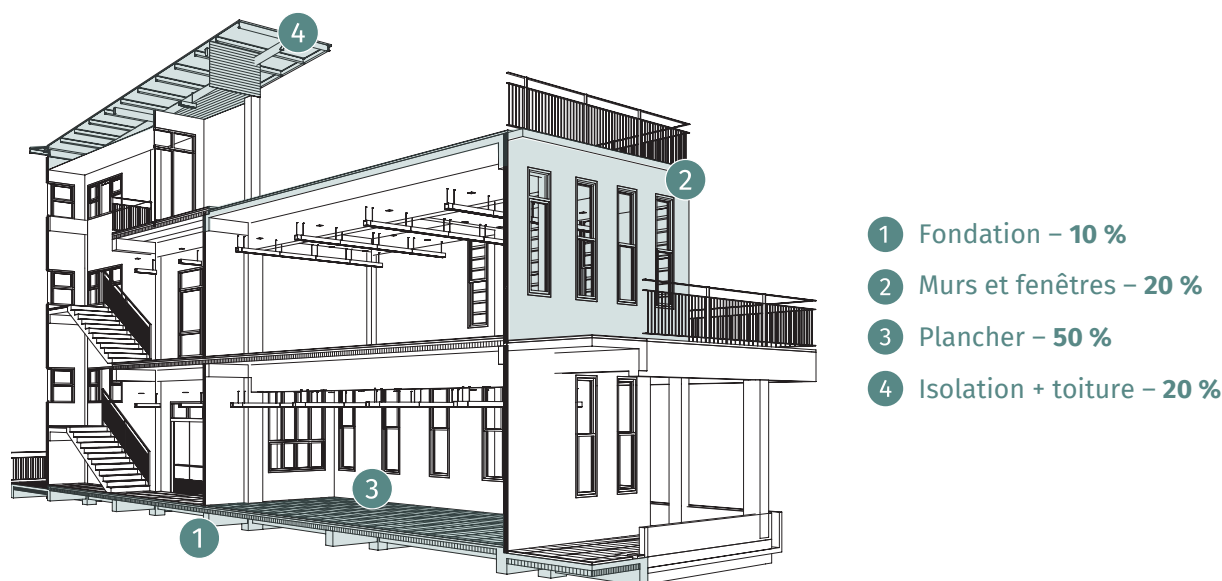 4
2
3
1
1 Fondation – 10 %
2 Murs et fenêtres – 20 %
3 Plancher – 50 %
4 Isolation + toiture – 20 %